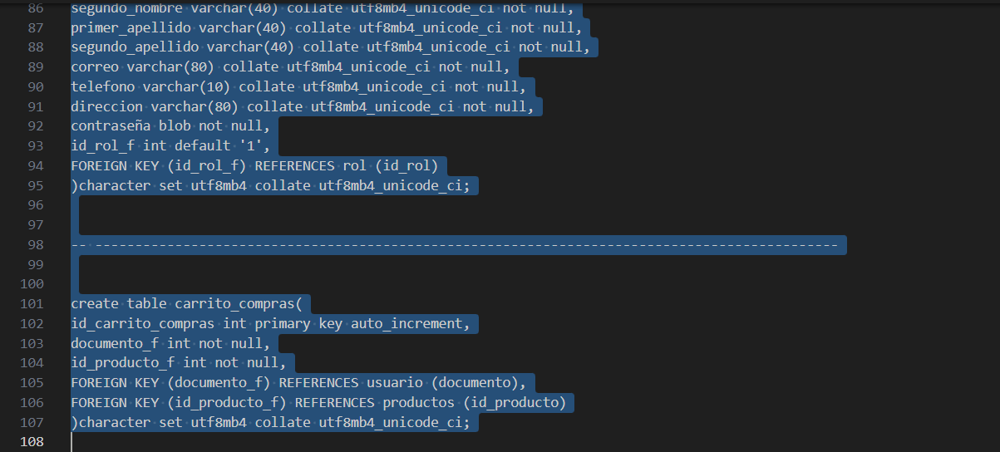 86 segundo_nombre varchar(40) collate utf8mb4_unicode_ci not null,
87 primer_apellido varchar(40) collate utf8mb4_unicode_ci not null,
88 segundo_apellido varchar(40) collate utf8mb4_unicode_ci not null,
89 correo varchar(80) collate utf8mb4_unicode_ci not null,
90 telefono varchar(10) collate utf8mb4_unicode_ci not null,
91 direccion varchar(80) collate utf8mb4_unicode_ci not null,
92 contraseña blob not null,
93 id_rol_f int default '1',
94 FOREIGN KEY (id_rol_f) REFERENCES rol (id_rol)
95 )character set utf8mb4 collate utf8mb4_unicode_ci;
96
97
98 -- ---------------------------------------------------------------------------------------------
99
100
101 create table carrito_compras(
102 id_carrito_compras int primary key auto_increment,
103 documento_f int not null,
104 id_producto_f int not null,
105 FOREIGN KEY (documento_f) REFERENCES usuario (documento),
106 FOREIGN KEY (id_producto_f) REFERENCES productos (id_producto)
107 )character set utf8mb4 collate utf8mb4_unicode_ci;
108